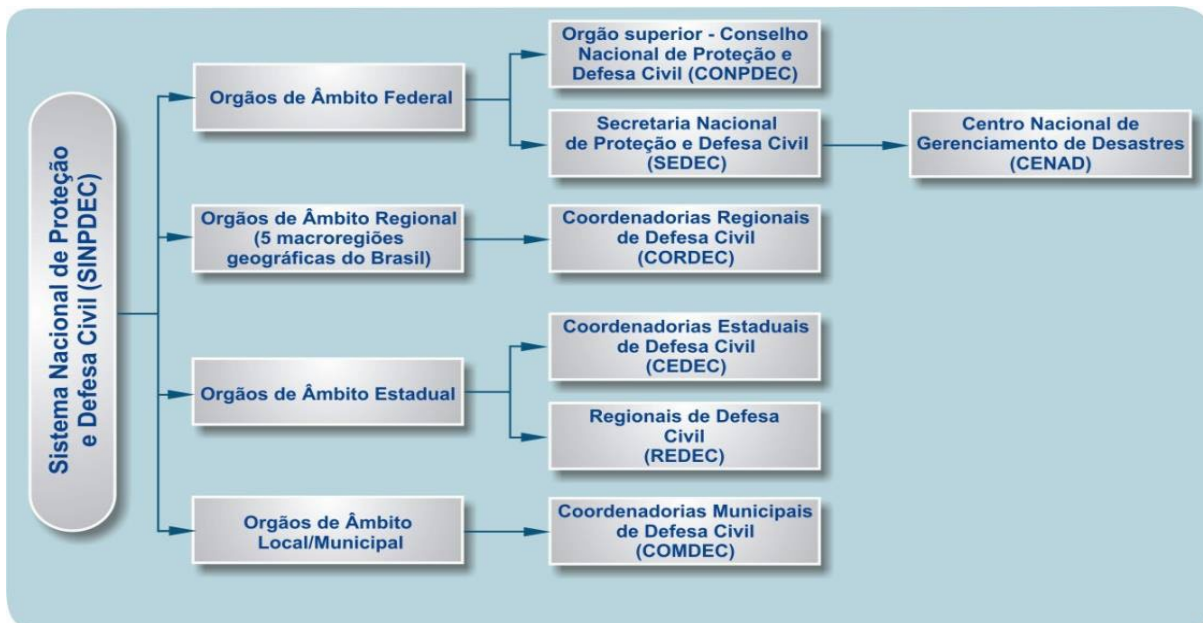 Sistema Nacional de Proteção
e Defesa Civil (SINPDEC)
Orgãos de Âmbito Federal
Orgão superior - Conselho
Nacional de Proteção e
Defesa Civil (CONPDEC)
Secretaria Nacional
de Proteção e Defesa Civil
(SEDEC)
Centro Nacional de
Gerenciamento de Desastres
(CENAD)
Orgãos de Âmbito Regional
(5 macroregiões
geográficas do Brasil)
Coordenadorias Regionais
de Defesa Civil
(CORDEC)
Orgãos de Âmbito Estadual
Coordenadorias Estaduais
de Defesa Civil
(CEDEC)
Regionais de Defesa
Civil
(REDEC)
Orgãos de Âmbito
Local/Municipal
Coordenadorias Municipais
de Defesa Civil
(COMDEC)